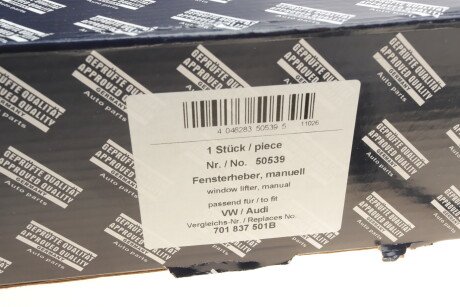 GEPRÜFTE QUALITÄT
APPROVED QUALITY
GERMANY
Auto parts
4 046283 50539 5
11026
1 Stück / piece
Nr. / No. 50539
Fensterheber, manuell
window lifter, manual
passend für / to fit
VW / Audi
Vergleichs-Nr. / Replaces No.
701 837 501B